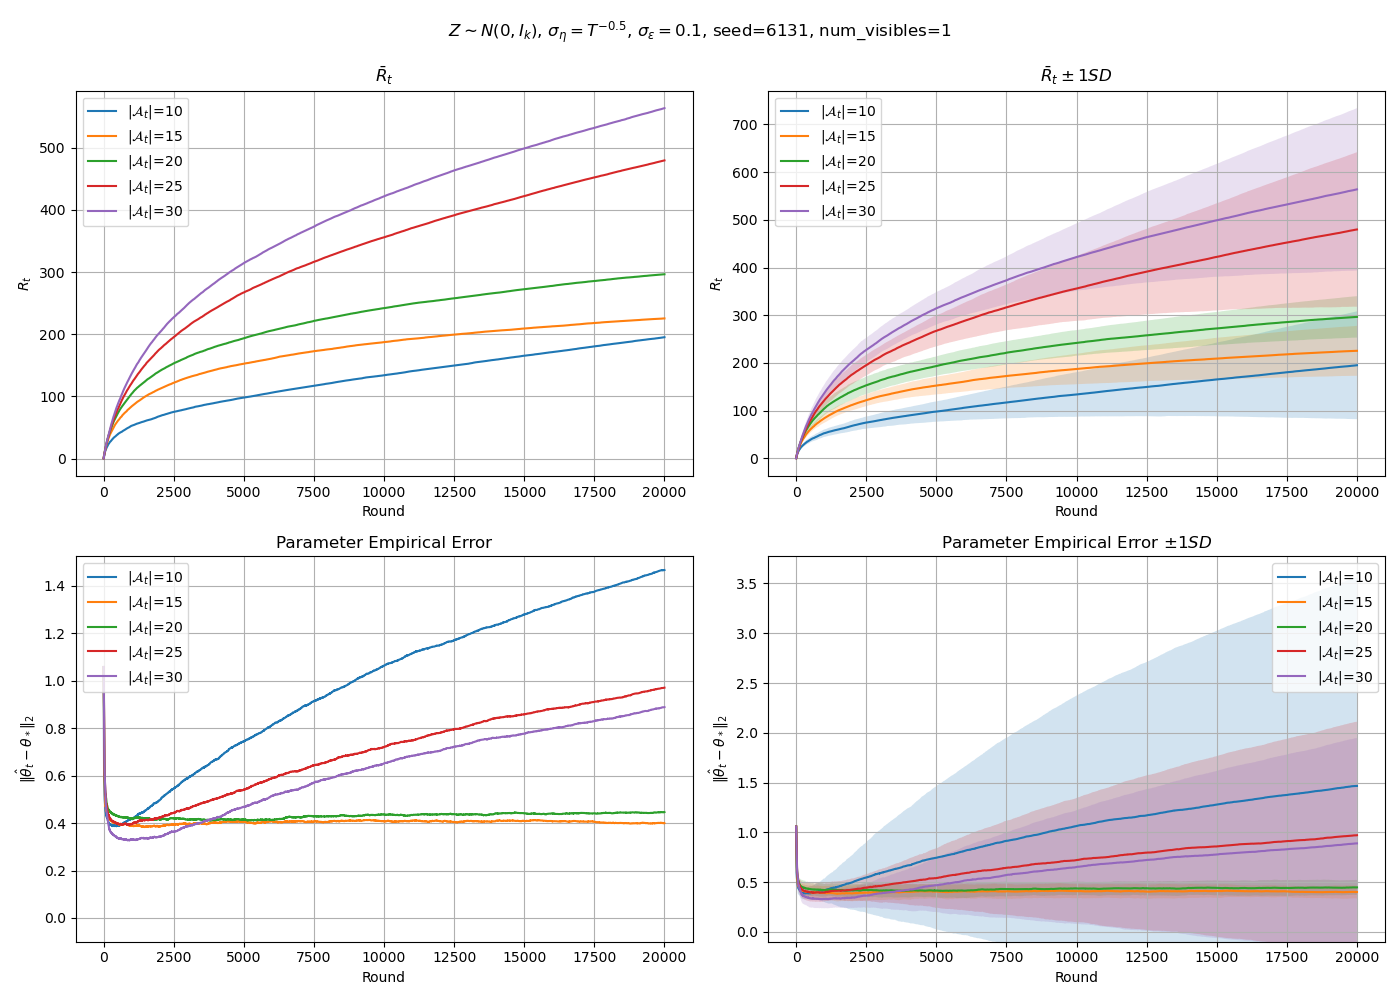 Z ∼ N(0, I_k), σ_η = T^{−0.5}, σ_ε = 0.1, seed=6131, num_visibles=1
R̄_t
R_t
500
400
300
200
100
0
|𝒜_t|=10
|𝒜_t|=15
|𝒜_t|=20
|𝒜_t|=25
|𝒜_t|=30
0 2500 5000 7500 10000 12500 15000 17500 20000
Round
R̄_t ± 1SD
R_t
700
600
500
400
300
200
100
0
|𝒜_t|=10
|𝒜_t|=15
|𝒜_t|=20
|𝒜_t|=25
|𝒜_t|=30
0 2500 5000 7500 10000 12500 15000 17500 20000
Round
Parameter Empirical Error
‖θ̂_t − θ_*‖_2
1.4
1.2
1.0
0.8
0.6
0.4
0.2
0.0
|𝒜_t|=10
|𝒜_t|=15
|𝒜_t|=20
|𝒜_t|=25
|𝒜_t|=30
0 2500 5000 7500 10000 12500 15000 17500 20000
Round
Parameter Empirical Error ±1SD
‖θ̂_t − θ_*‖_2
3.5
3.0
2.5
2.0
1.5
1.0
0.5
0.0
|𝒜_t|=10
|𝒜_t|=15
|𝒜_t|=20
|𝒜_t|=25
|𝒜_t|=30
0 2500 5000 7500 10000 12500 15000 17500 20000
Round